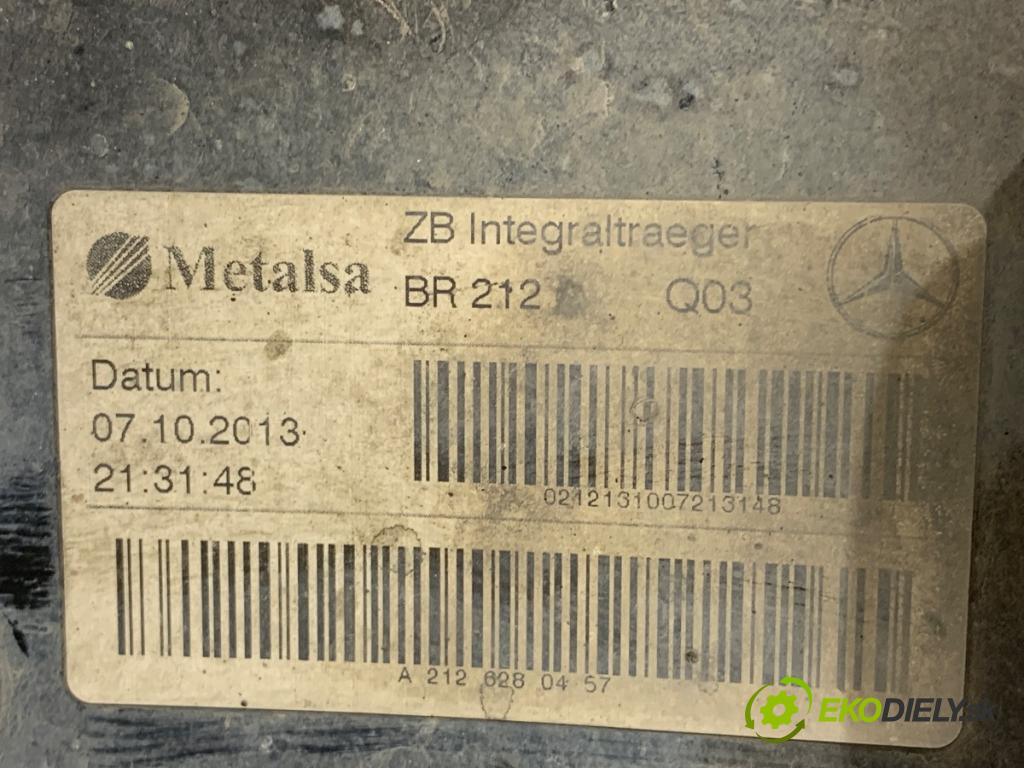 Metalsa
ZB Integraltraeger
BR 212 Q03
Datum:
07.10.2013
21:31:48
0212131007213148
A 212 628 04 57
EKODIELY.sk